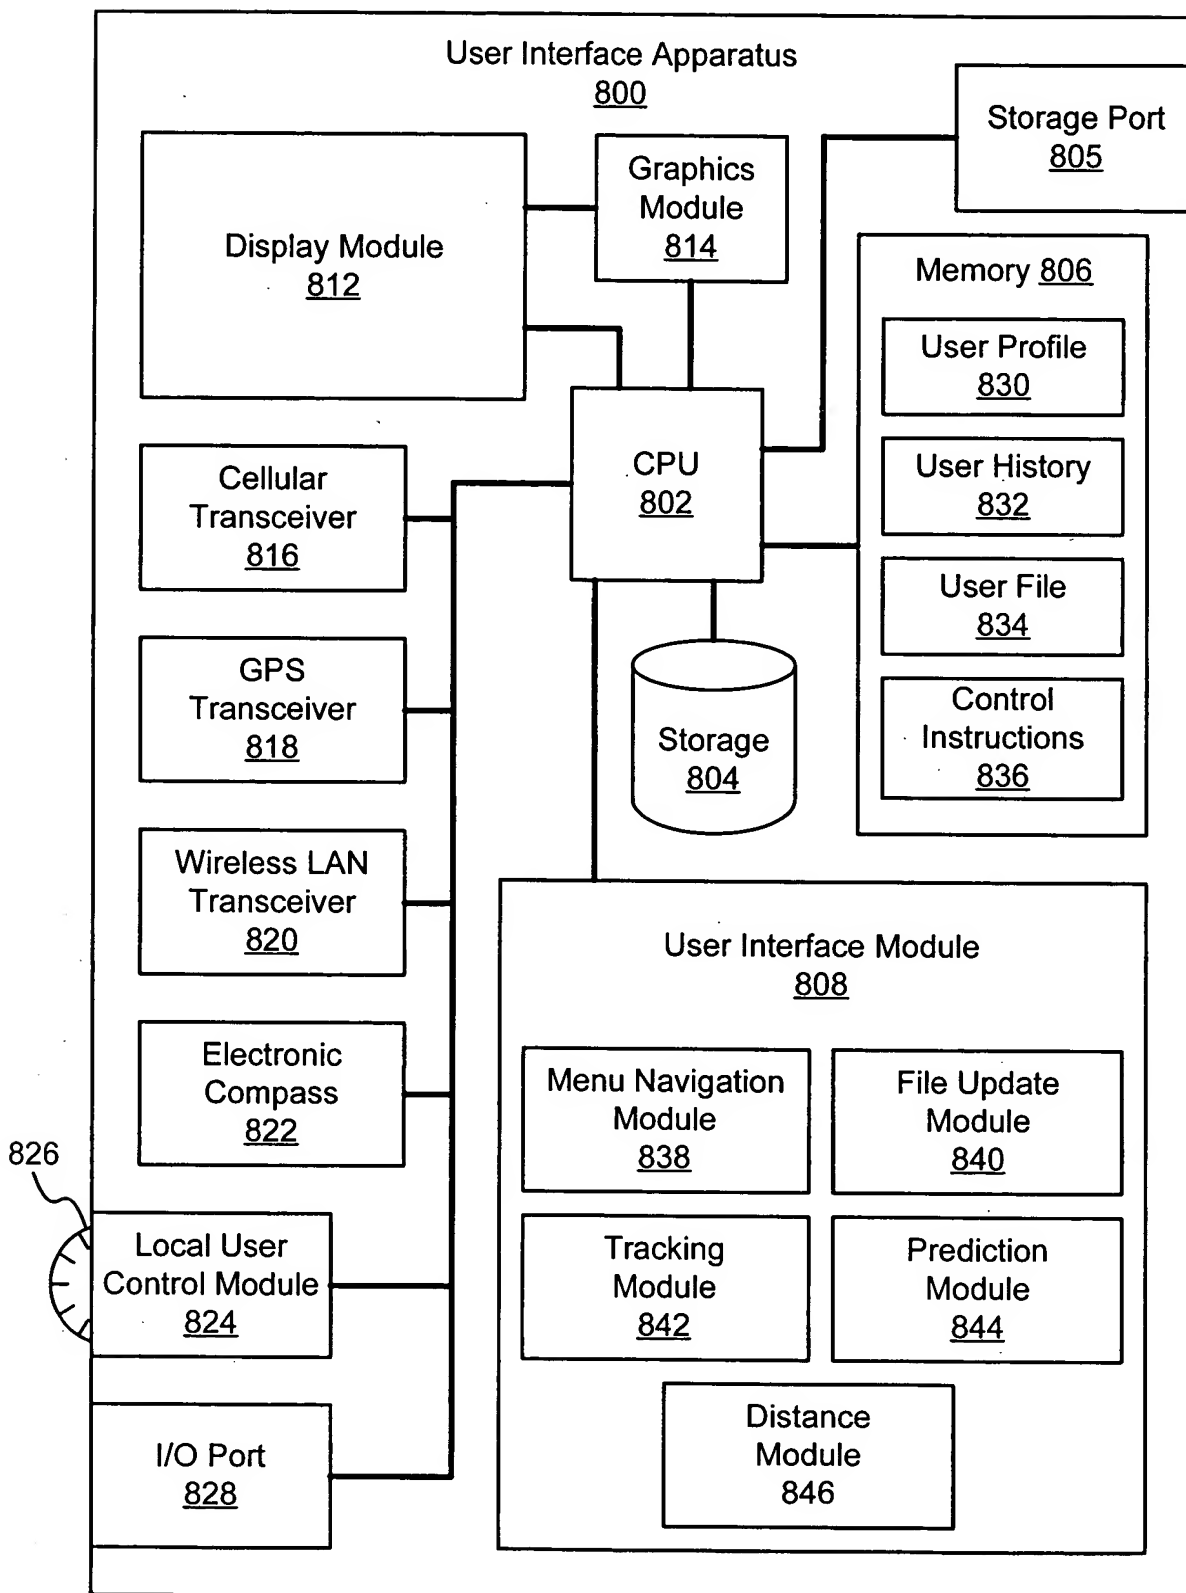 User Interface Apparatus
800
Storage Port
805
Graphics
Module
814
Display Module
812
Memory 806
User Profile
830
User History
832
User File
834
Control
Instructions
836
CPU
802
Cellular
Transceiver
816
GPS
Transceiver
818
Storage
804
Wireless LAN
Transceiver
820
User Interface Module
808
Electronic
Compass
822
Menu Navigation
Module
838
File Update
Module
840
826
Local User
Control Module
824
Tracking
Module
842
Prediction
Module
844
I/O Port
828
Distance
Module
846